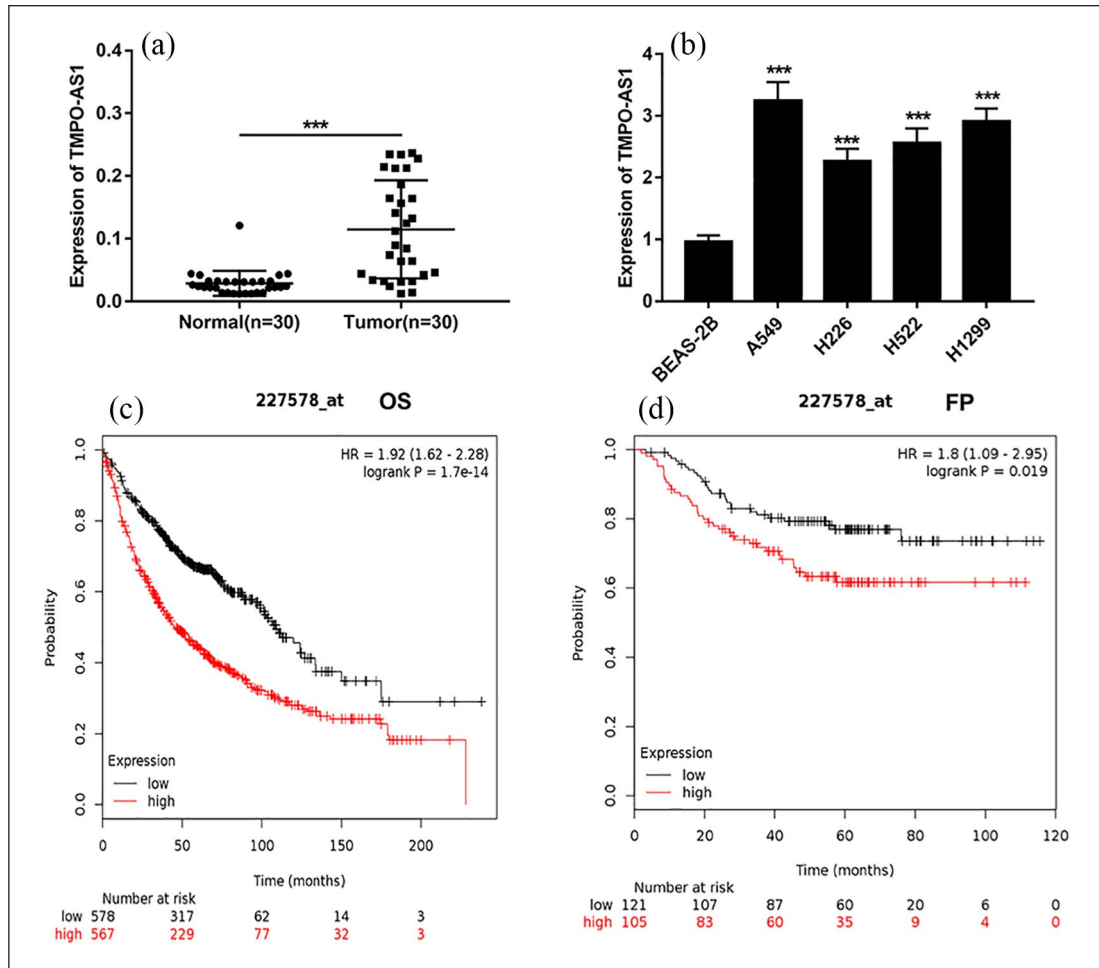 (a)
Expression of TMPO-AS1
0.4
0.3
0.2
0.1
0.0
***
Normal(n=30)
Tumor(n=30)
(b)
Expression of TMPO-AS1
4
3
2
1
0
***
***
***
***
BEAS-2B
A549
H226
H522
H1299
(c)
227578_at OS
HR = 1.92 (1.62 - 2.28)
logrank P = 1.7e-14
Probability
1.0
0.8
0.6
0.4
0.2
0.0
Expression
low
high
0 50 100 150 200
Time (months)
Number at risk
low 578 317 62 14 3
high 567 229 77 32 3
(d)
227578_at FP
HR = 1.8 (1.09 - 2.95)
logrank P = 0.019
Probability
1.0
0.8
0.6
0.4
0.2
0.0
Expression
low
high
0 20 40 60 80 100 120
Time (months)
Number at risk
low 121 107 87 60 20 6 0
high 105 83 60 35 9 4 0